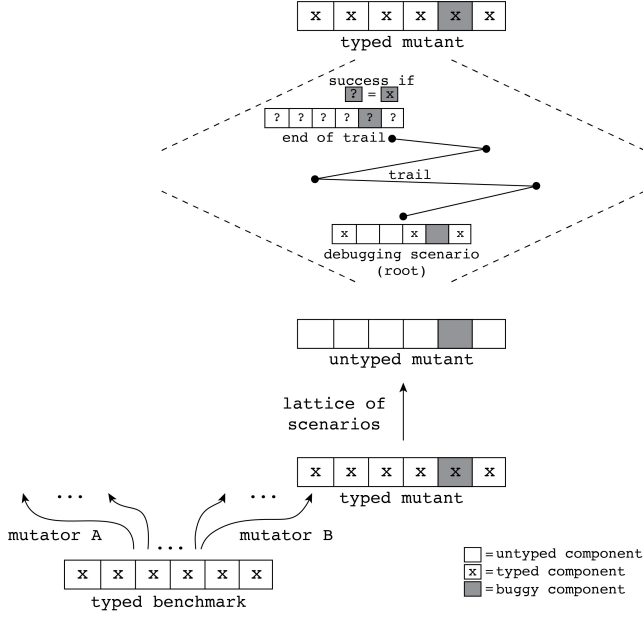 x x x x x x
typed mutant
success if
? = x
? ? ? ? ? ?
end of trail
trail
x x x
debugging scenario
(root)
untyped mutant
lattice of
scenarios
x x x x x x
typed mutant
... ...
mutator A ... mutator B
x x x x x x
typed benchmark
=untyped component
x =typed component
=buggy component